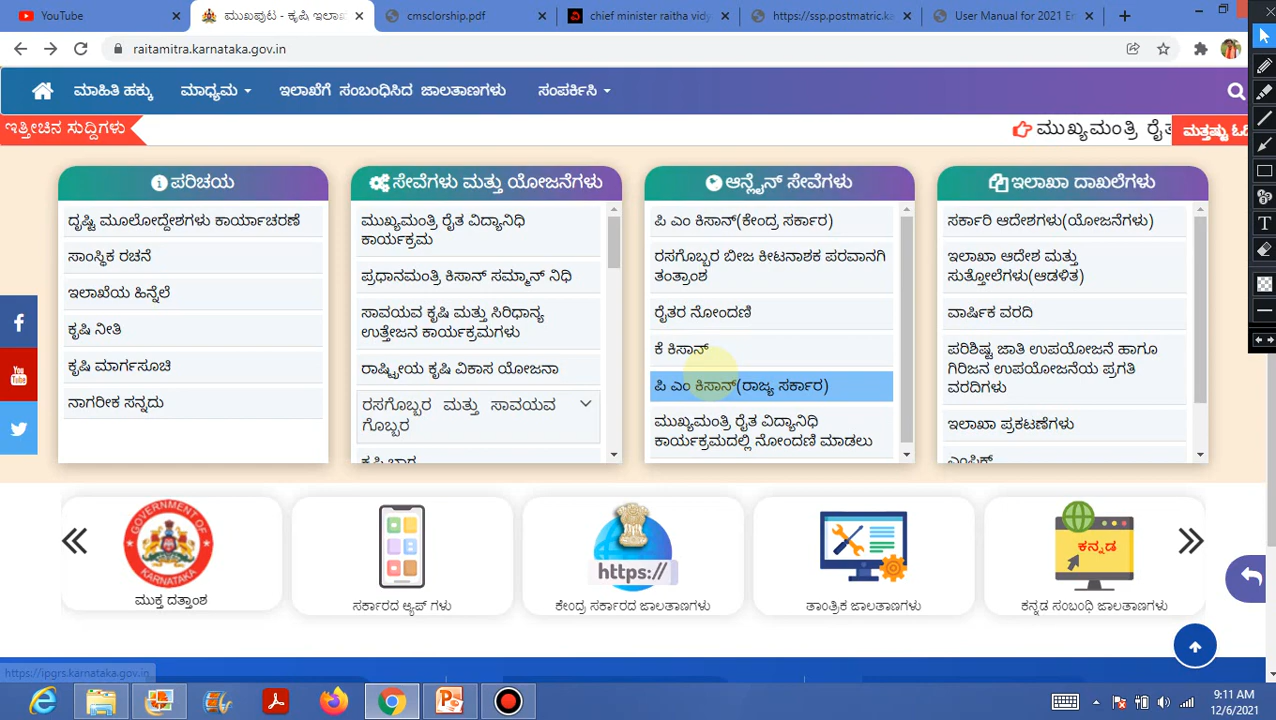 YouTube
ಮುಖಪುಟ - ಕೃಷಿ ಇಲಾಖೆ
cmsclorship.pdf
chief minister raitha vidy
https://ssp.postmatric.ka
User Manual for 2021 En
raitamitra.karnataka.gov.in
ಮಾಹಿತಿ ಹಕ್ಕು
ಮಾಧ್ಯಮ
ಇಲಾಖೆಗೆ ಸಂಬಂಧಿಸಿದ ಜಾಲತಾಣಗಳು
ಸಂಪರ್ಕಿಸಿ
ಇತ್ತೀಚಿನ ಸುದ್ದಿಗಳು
ಮುಖ್ಯಮಂತ್ರಿ ರೈತ
ಮತ್ತಷ್ಟು ಓದಿ
ಪರಿಚಯ
ದೃಷ್ಟಿ ಮೂಲೋದ್ದೇಶಗಳು ಕಾರ್ಯಾಚರಣೆ
ಸಾಂಸ್ಥಿಕ ರಚನೆ
ಇಲಾಖೆಯ ಹಿನ್ನೆಲೆ
ಕೃಷಿ ನೀತಿ
ಕೃಷಿ ಮಾರ್ಗಸೂಚಿ
ನಾಗರೀಕ ಸನ್ನದು
ಸೇವೆಗಳು ಮತ್ತು ಯೋಜನೆಗಳು
ಮುಖ್ಯಮಂತ್ರಿ ರೈತ ವಿದ್ಯಾನಿಧಿ
ಕಾರ್ಯಕ್ರಮ
ಪ್ರಧಾನಮಂತ್ರಿ ಕಿಸಾನ್ ಸಮ್ಮಾನ್ ನಿಧಿ
ಸಾವಯವ ಕೃಷಿ ಮತ್ತು ಸಿರಿಧಾನ್ಯ
ಉತ್ತೇಜನ ಕಾರ್ಯಕ್ರಮಗಳು
ರಾಷ್ಟ್ರೀಯ ಕೃಷಿ ವಿಕಾಸ ಯೋಜನಾ
ರಸಗೊಬ್ಬರ ಮತ್ತು ಸಾವಯವ
ಗೊಬ್ಬರ
ಆನ್ಲೈನ್ ಸೇವೆಗಳು
ಪಿ ಎಂ ಕಿಸಾನ್(ಕೇಂದ್ರ ಸರ್ಕಾರ)
ರಸಗೊಬ್ಬರ ಬೀಜ ಕೀಟನಾಶಕ ಪರವಾನಗಿ
ತಂತ್ರಾಂಶ
ರೈತರ ನೋಂದಣಿ
ಕೆ ಕಿಸಾನ್
ಪಿ ಎಂ ಕಿಸಾನ್(ರಾಜ್ಯ ಸರ್ಕಾರ)
ಮುಖ್ಯಮಂತ್ರಿ ರೈತ ವಿದ್ಯಾನಿಧಿ
ಕಾರ್ಯಕ್ರಮದಲ್ಲಿ ನೋಂದಣಿ ಮಾಡಲು
ಇಲಾಖಾ ದಾಖಲೆಗಳು
ಸರ್ಕಾರಿ ಆದೇಶಗಳು(ಯೋಜನೆಗಳು)
ಇಲಾಖಾ ಆದೇಶ ಮತ್ತು
ಸುತ್ತೋಲೆಗಳು(ಆಡಳಿತ)
ವಾರ್ಷಿಕ ವರದಿ
ಪರಿಶಿಷ್ಟ ಜಾತಿ ಉಪಯೋಜನೆ ಹಾಗೂ
ಗಿರಿಜನ ಉಪಯೋಜನೆಯ ಪ್ರಗತಿ
ವರದಿಗಳು
ಇಲಾಖಾ ಪ್ರಕಟಣೆಗಳು
GOVERNMENT OF
KARNATAKA
https://
ಕನ್ನಡ
ಮುಕ್ತ ದತ್ತಾಂಶ
ಸರ್ಕಾರದ ಆ್ಯಪ್ ಗಳು
ಕೇಂದ್ರ ಸರ್ಕಾರದ ಜಾಲತಾಣಗಳು
ತಾಂತ್ರಿಕ ಜಾಲತಾಣಗಳು
ಕನ್ನಡ ಸಂಬಂಧಿ ಜಾಲತಾಣಗಳು
https://ipgrs.karnataka.gov.in
9:11 AM
12/6/2021